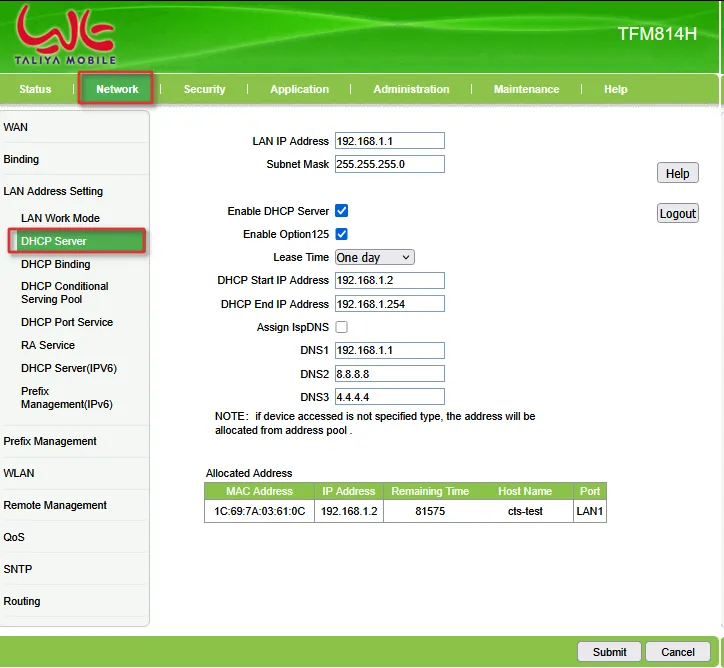 TALIYA MOBILE
TFM814H
Status | Network | Security | Application | Administration | Maintenance | Help
WAN
Binding
LAN Address Setting
LAN Work Mode
DHCP Server
DHCP Binding
DHCP Conditional
Serving Pool
DHCP Port Service
RA Service
DHCP Server(IPV6)
Prefix
Management(IPv6)
Prefix Management
WLAN
Remote Management
QoS
SNTP
Routing
LAN IP Address 192.168.1.1
Subnet Mask 255.255.255.0
Help
Logout
Enable DHCP Server
Enable Option125
Lease Time One day
DHCP Start IP Address 192.168.1.2
DHCP End IP Address 192.168.1.254
Assign IspDNS
DNS1 192.168.1.1
DNS2 8.8.8.8
DNS3 4.4.4.4
NOTE: if device accessed is not specified type, the address will be
allocated from address pool .
Allocated Address
MAC Address IP Address Remaining Time Host Name Port
1C:69:7A:03:61:0C 192.168.1.2 81575 cts-test LAN1
Submit Cancel